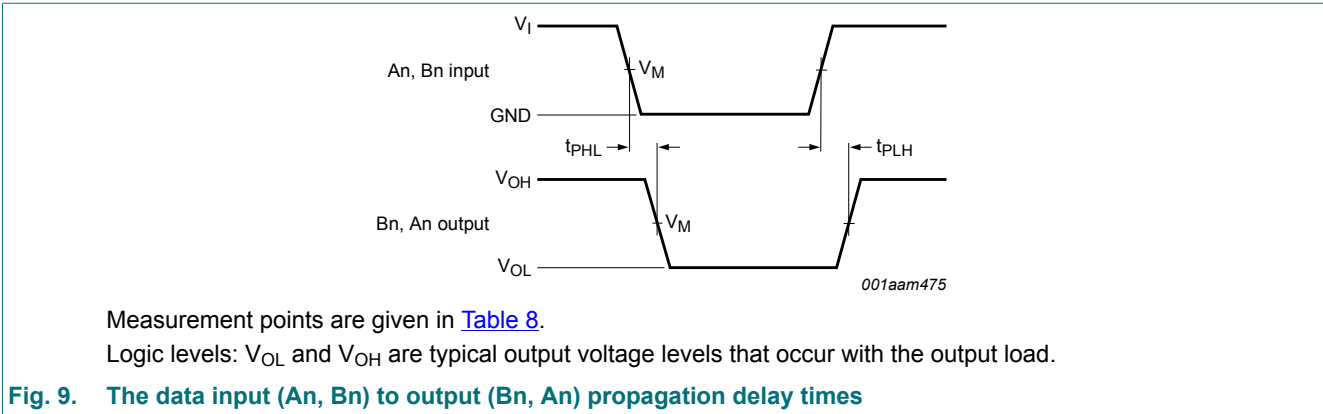 VI
An, Bn input
VM
GND
tPHL
tPLH
VOH
Bn, An output
VM
VOL
001aam475
Measurement points are given in Table 8.
Logic levels: VOL and VOH are typical output voltage levels that occur with the output load.
Fig. 9. The data input (An, Bn) to output (Bn, An) propagation delay times